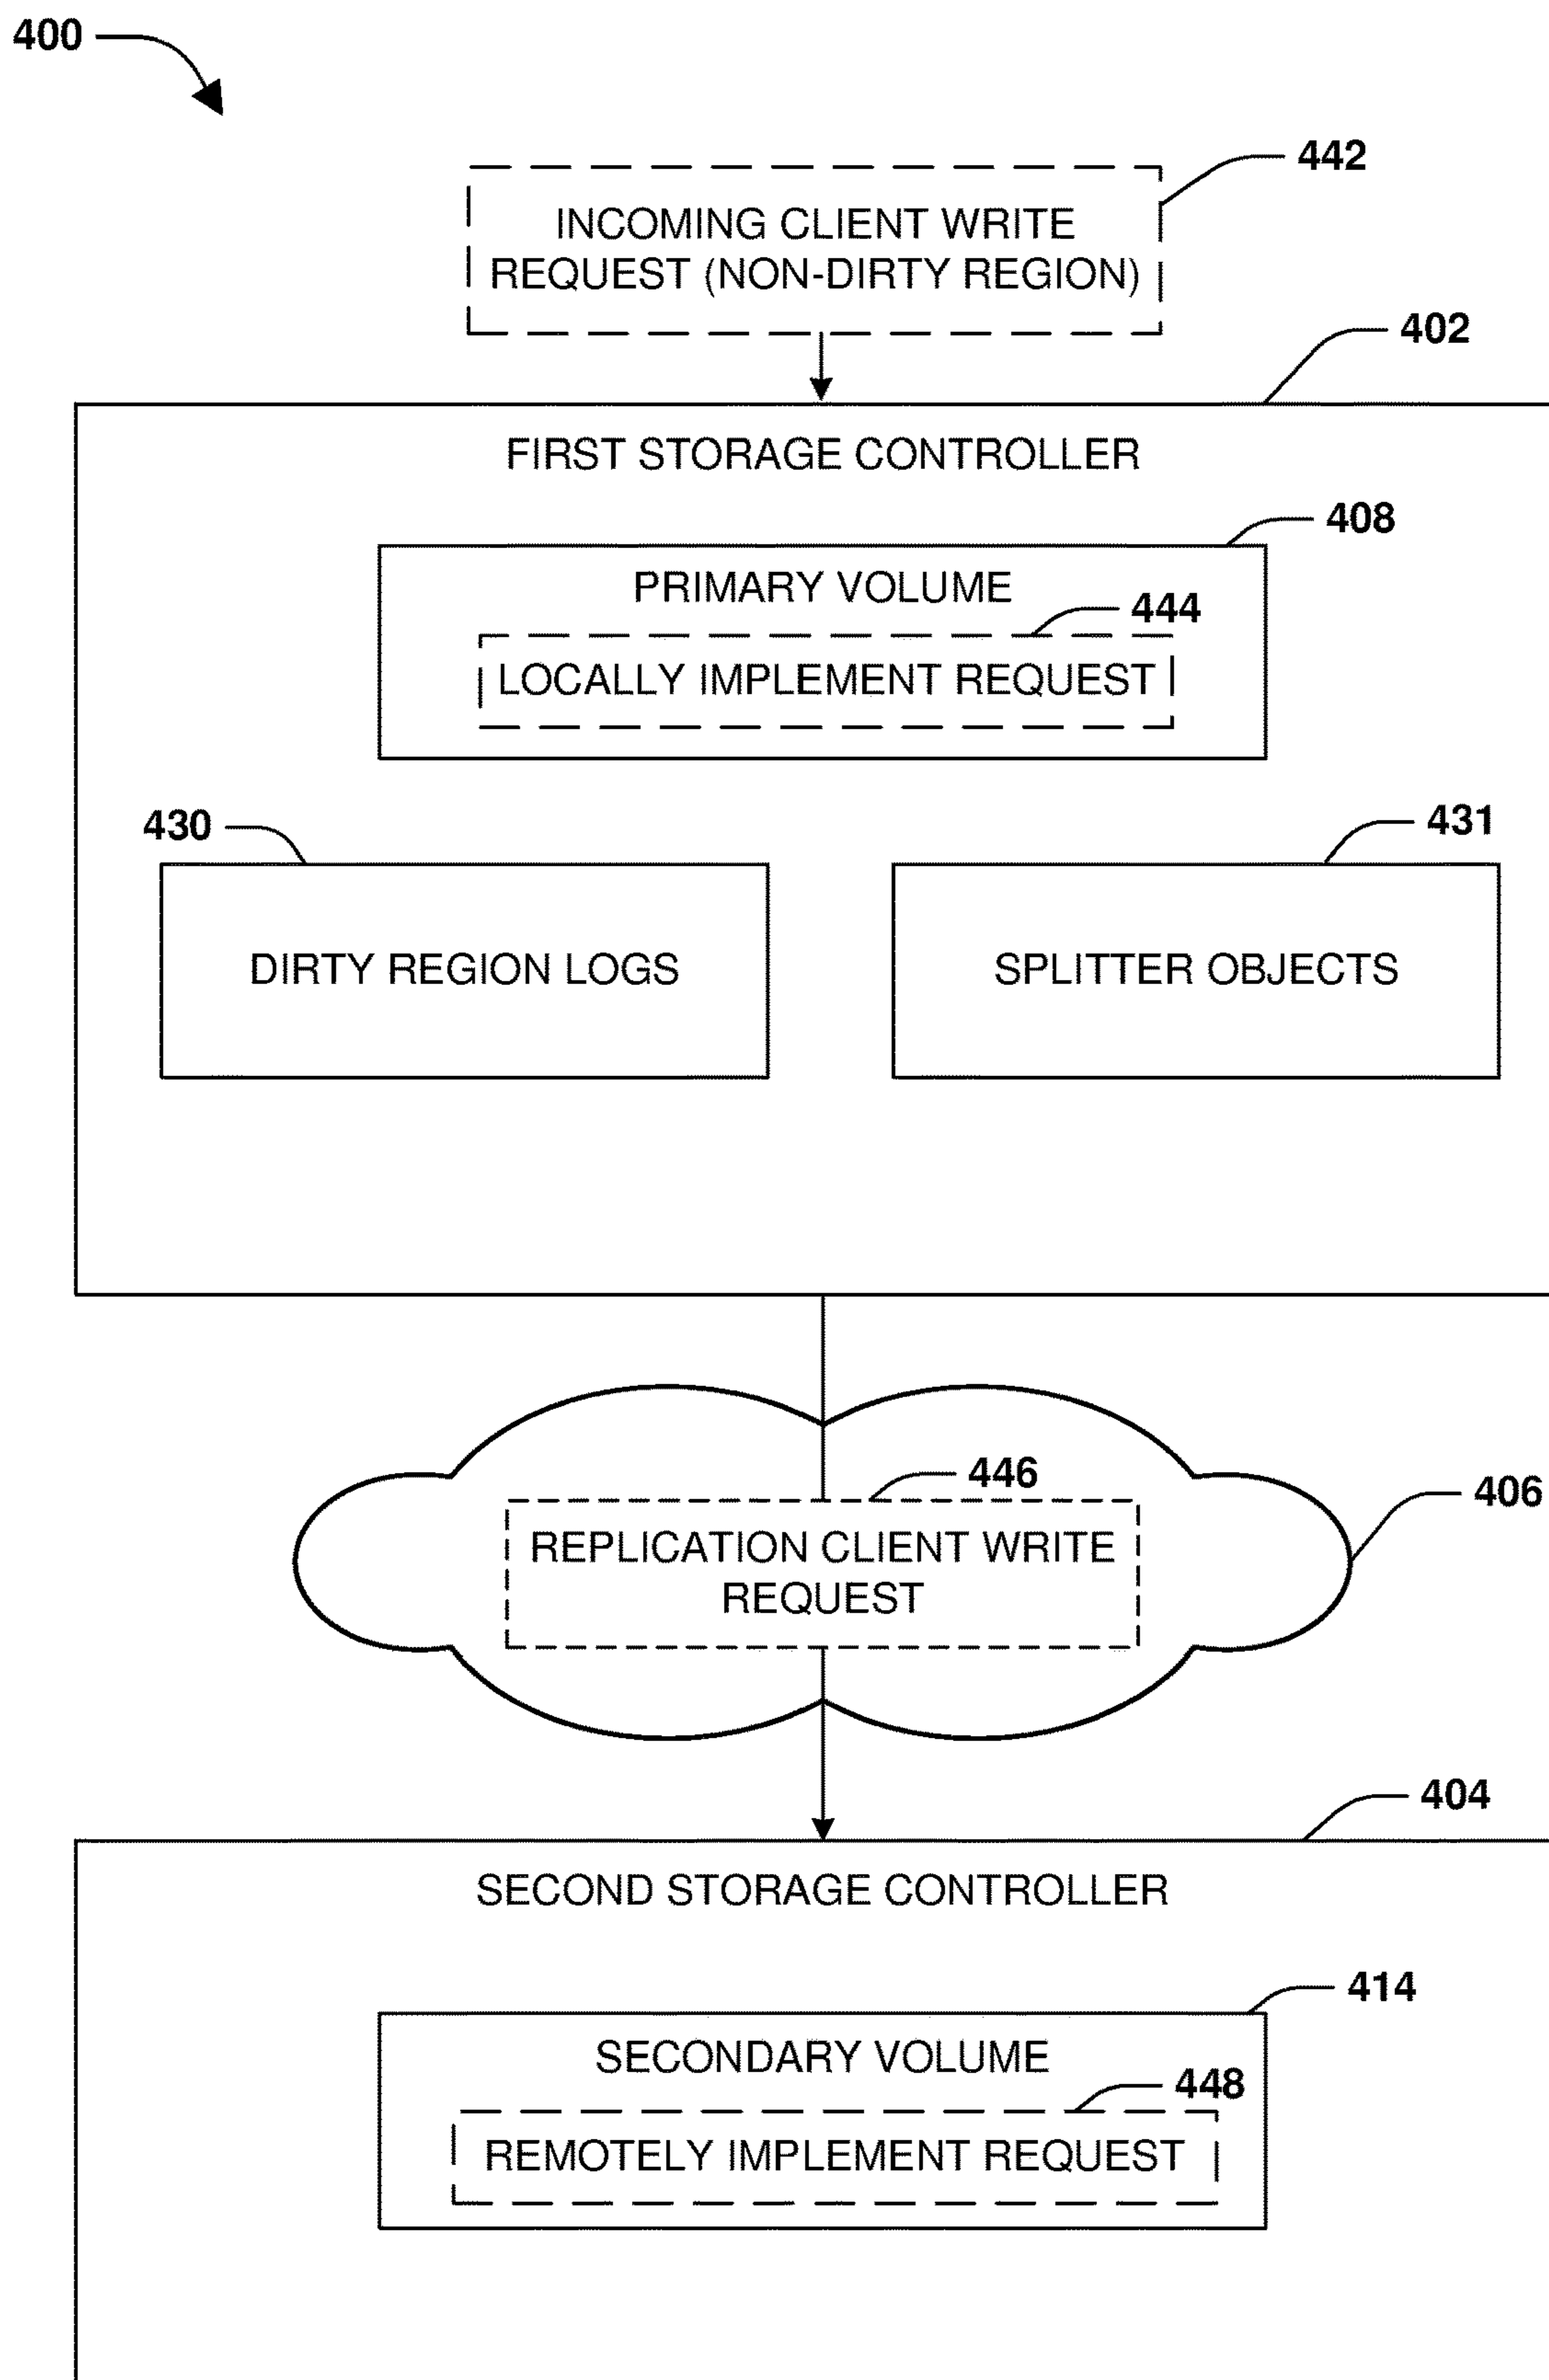 400
442
INCOMING CLIENT WRITE
REQUEST (NON-DIRTY REGION)
402
FIRST STORAGE CONTROLLER
408
PRIMARY VOLUME
444
LOCALLY IMPLEMENT REQUEST
430
431
DIRTY REGION LOGS
SPLITTER OBJECTS
446
406
REPLICATION CLIENT WRITE
REQUEST
404
SECOND STORAGE CONTROLLER
414
SECONDARY VOLUME
448
REMOTELY IMPLEMENT REQUEST